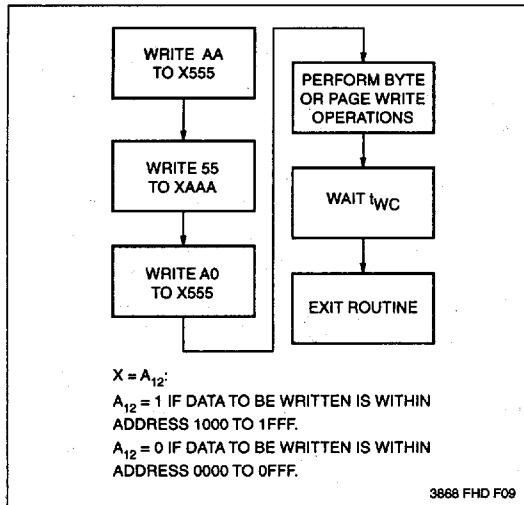 WRITE AA
TO X555
WRITE 55
TO XAAA
WRITE A0
TO X555
PERFORM BYTE
OR PAGE WRITE
OPERATIONS
WAIT tWC
EXIT ROUTINE
X = A12:
A12 = 1 IF DATA TO BE WRITTEN IS WITHIN
ADDRESS 1000 TO 1FFF.
A12 = 0 IF DATA TO BE WRITTEN IS WITHIN
ADDRESS 0000 TO 0FFF.
3868 FHD F09